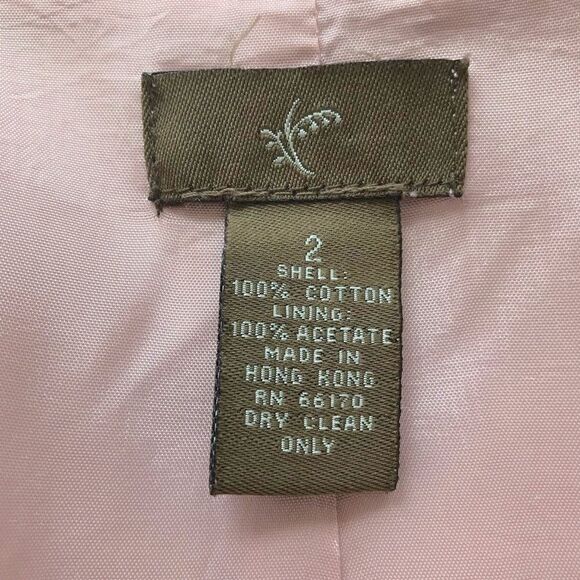 2
SHELL:
100% COTTON
LINING:
100% ACETATE
MADE IN
HONG KONG
RN 66170
DRY CLEAN
ONLY